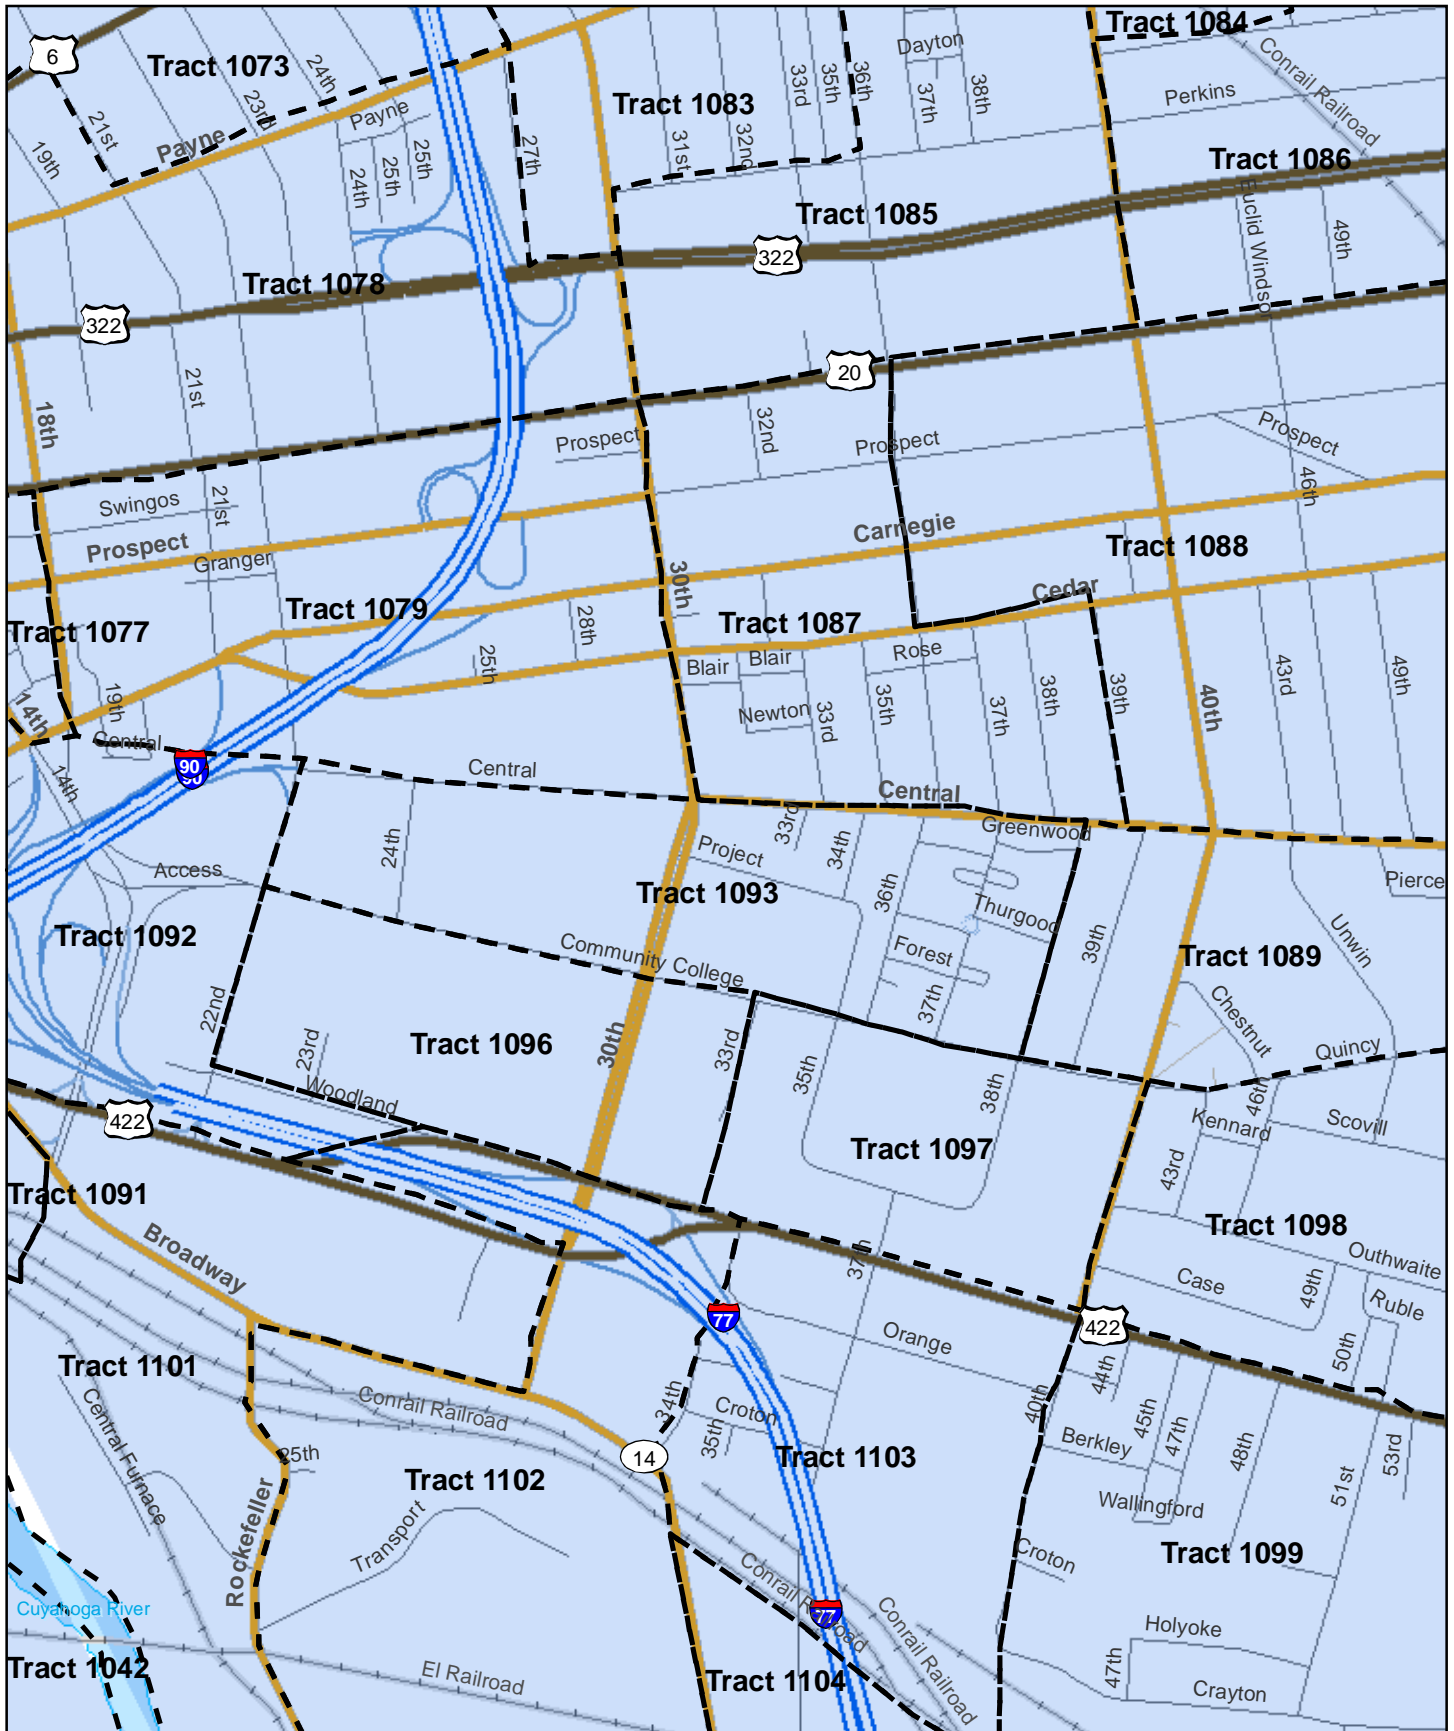 Tract 1084
6
Tract 1073
24th
Dayton
33rd
35th
36th
Conrail Railroad
23rd
21st
Payne
Payne
Tract 1083
37th
38th
Perkins
19th
25th
25th
24th
27th
31st
32nd
Tract 1086
Tract 1085
Euclid Windsor
49th
322
Tract 1078
322
20
21st
18th
32nd
Prospect
Prospect
Prospect
46th
Swingos
21st
Prospect
Carnegie
Tract 1088
Granger
30th
Cedar
Tract 1079
28th
Tract 1087
Tract 1077
25th
Blair
Blair
Rose
43rd
49th
19th
14th
Newton
33rd
35th
37th
38th
39th
40th
Central
90
90
14th
Central
Central
33rd
34th
Greenwood
24th
Project
Access
Tract 1093
36th
Thurgood
Pierce
Tract 1092
Community College
Forest
39th
Tract 1089
Unwin
22nd
37th
Chestnut
23rd
Tract 1096
30th
33rd
35th
38th
Quincy
Woodland
46th
422
Kennard
Scovill
Tract 1097
43rd
Tract 1091
Tract 1098
Broadway
37th
Outhwaite
Case
49th
Ruble
77
422
Orange
50th
Tract 1101
44th
Conrail Railroad
34th
Croton
40th
45th
47th
Central Furnace
35th
Berkley
48th
53rd
25th
14
Tract 1103
Tract 1102
51st
Rockefeller
Transport
Wallingford
Croton
Tract 1099
Conrail Railroad
Cuyahoga River
77
Conrail Railroad
Holyoke
Tract 1042
El Railroad
Tract 1104
47th
Crayton